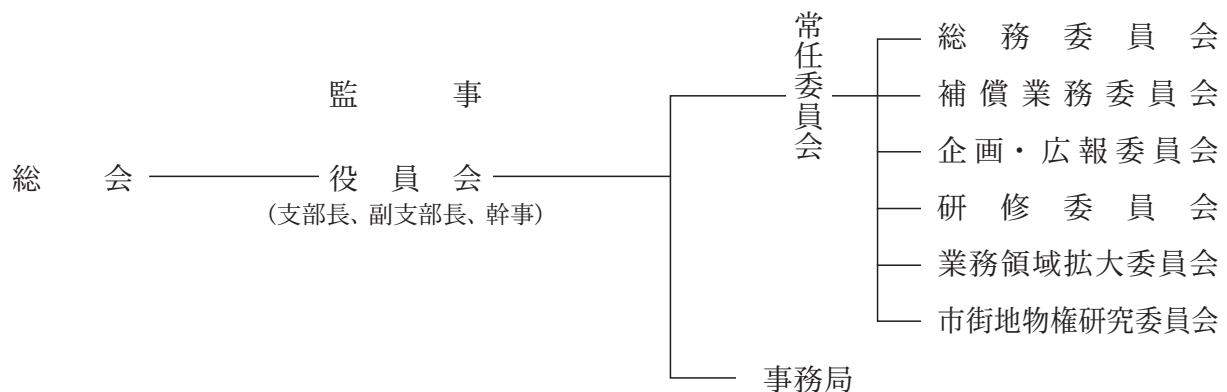 総会
監事
役員会
(支部長、副支部長、幹事)
常任委員会
総務委員会
補償業務委員会
企画・広報委員会
研修委員会
業務領域拡大委員会
市街地物権研究委員会
事務局